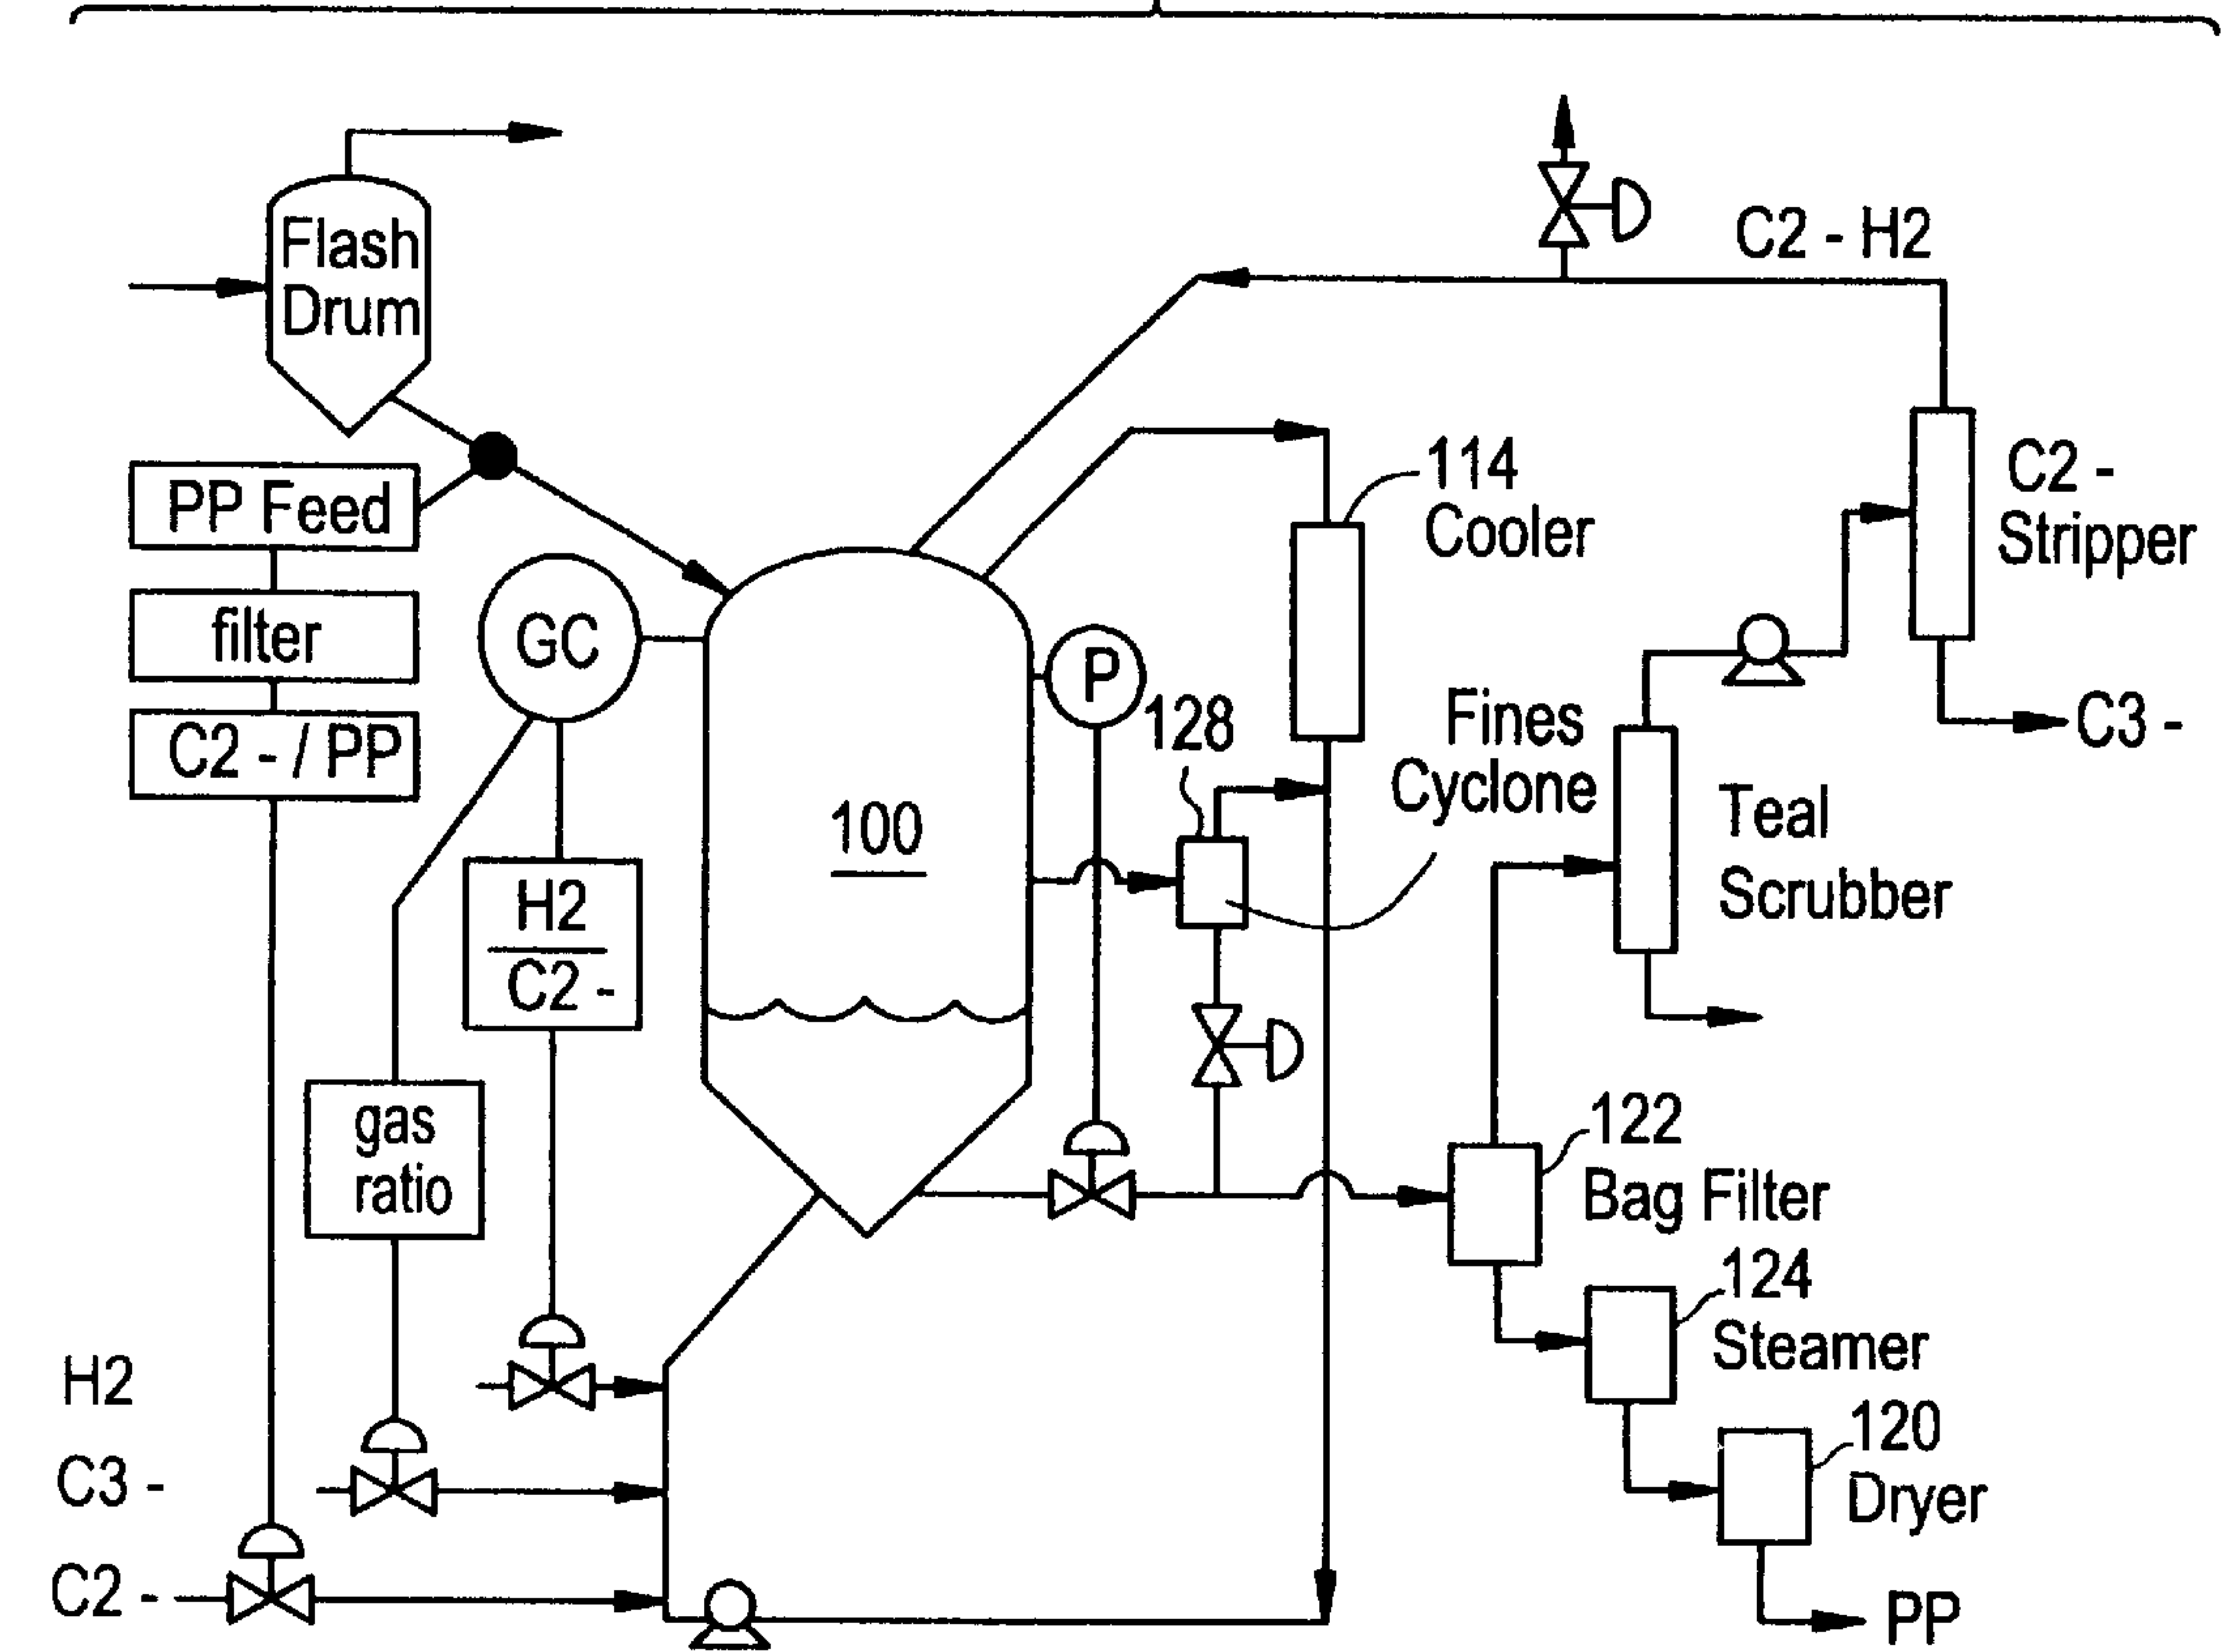 Flash
Drum
C2 - H2
PP Feed
filter
C2 - / PP
GC
P
114
Cooler
C2 -
Stripper
C3 -
128
Fines
Cyclone
Teal
Scrubber
100
H2
C2 -
gas
ratio
122
Bag Filter
124
Steamer
120
Dryer
PP
H2
C3 -
C2 -